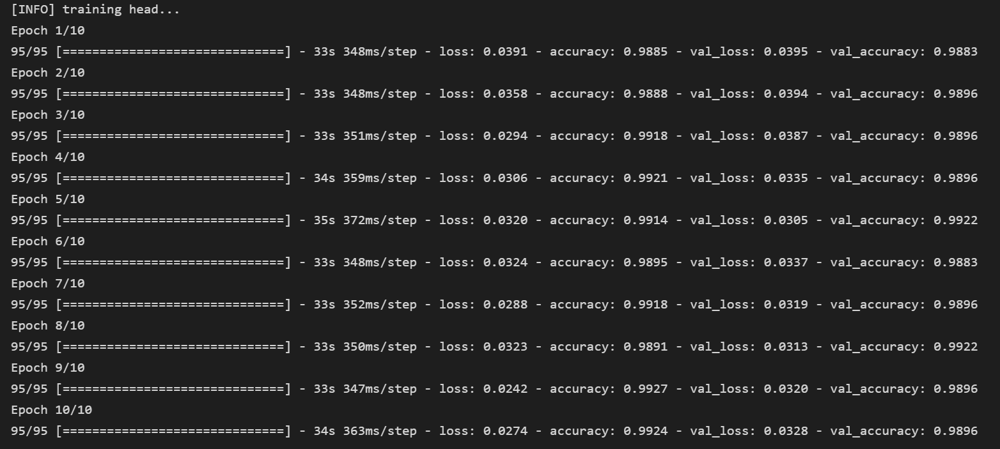 [INFO] training head...
Epoch 1/10
95/95 [==============================] - 33s 348ms/step - loss: 0.0391 - accuracy: 0.9885 - val_loss: 0.0395 - val_accuracy: 0.9883
Epoch 2/10
95/95 [==============================] - 33s 348ms/step - loss: 0.0358 - accuracy: 0.9888 - val_loss: 0.0394 - val_accuracy: 0.9896
Epoch 3/10
95/95 [==============================] - 33s 351ms/step - loss: 0.0294 - accuracy: 0.9918 - val_loss: 0.0387 - val_accuracy: 0.9896
Epoch 4/10
95/95 [==============================] - 34s 359ms/step - loss: 0.0306 - accuracy: 0.9921 - val_loss: 0.0335 - val_accuracy: 0.9896
Epoch 5/10
95/95 [==============================] - 35s 372ms/step - loss: 0.0320 - accuracy: 0.9914 - val_loss: 0.0305 - val_accuracy: 0.9922
Epoch 6/10
95/95 [==============================] - 33s 348ms/step - loss: 0.0324 - accuracy: 0.9895 - val_loss: 0.0337 - val_accuracy: 0.9883
Epoch 7/10
95/95 [==============================] - 33s 352ms/step - loss: 0.0288 - accuracy: 0.9918 - val_loss: 0.0319 - val_accuracy: 0.9896
Epoch 8/10
95/95 [==============================] - 33s 350ms/step - loss: 0.0323 - accuracy: 0.9891 - val_loss: 0.0313 - val_accuracy: 0.9922
Epoch 9/10
95/95 [==============================] - 33s 347ms/step - loss: 0.0242 - accuracy: 0.9927 - val_loss: 0.0320 - val_accuracy: 0.9896
Epoch 10/10
95/95 [==============================] - 34s 363ms/step - loss: 0.0274 - accuracy: 0.9924 - val_loss: 0.0328 - val_accuracy: 0.9896